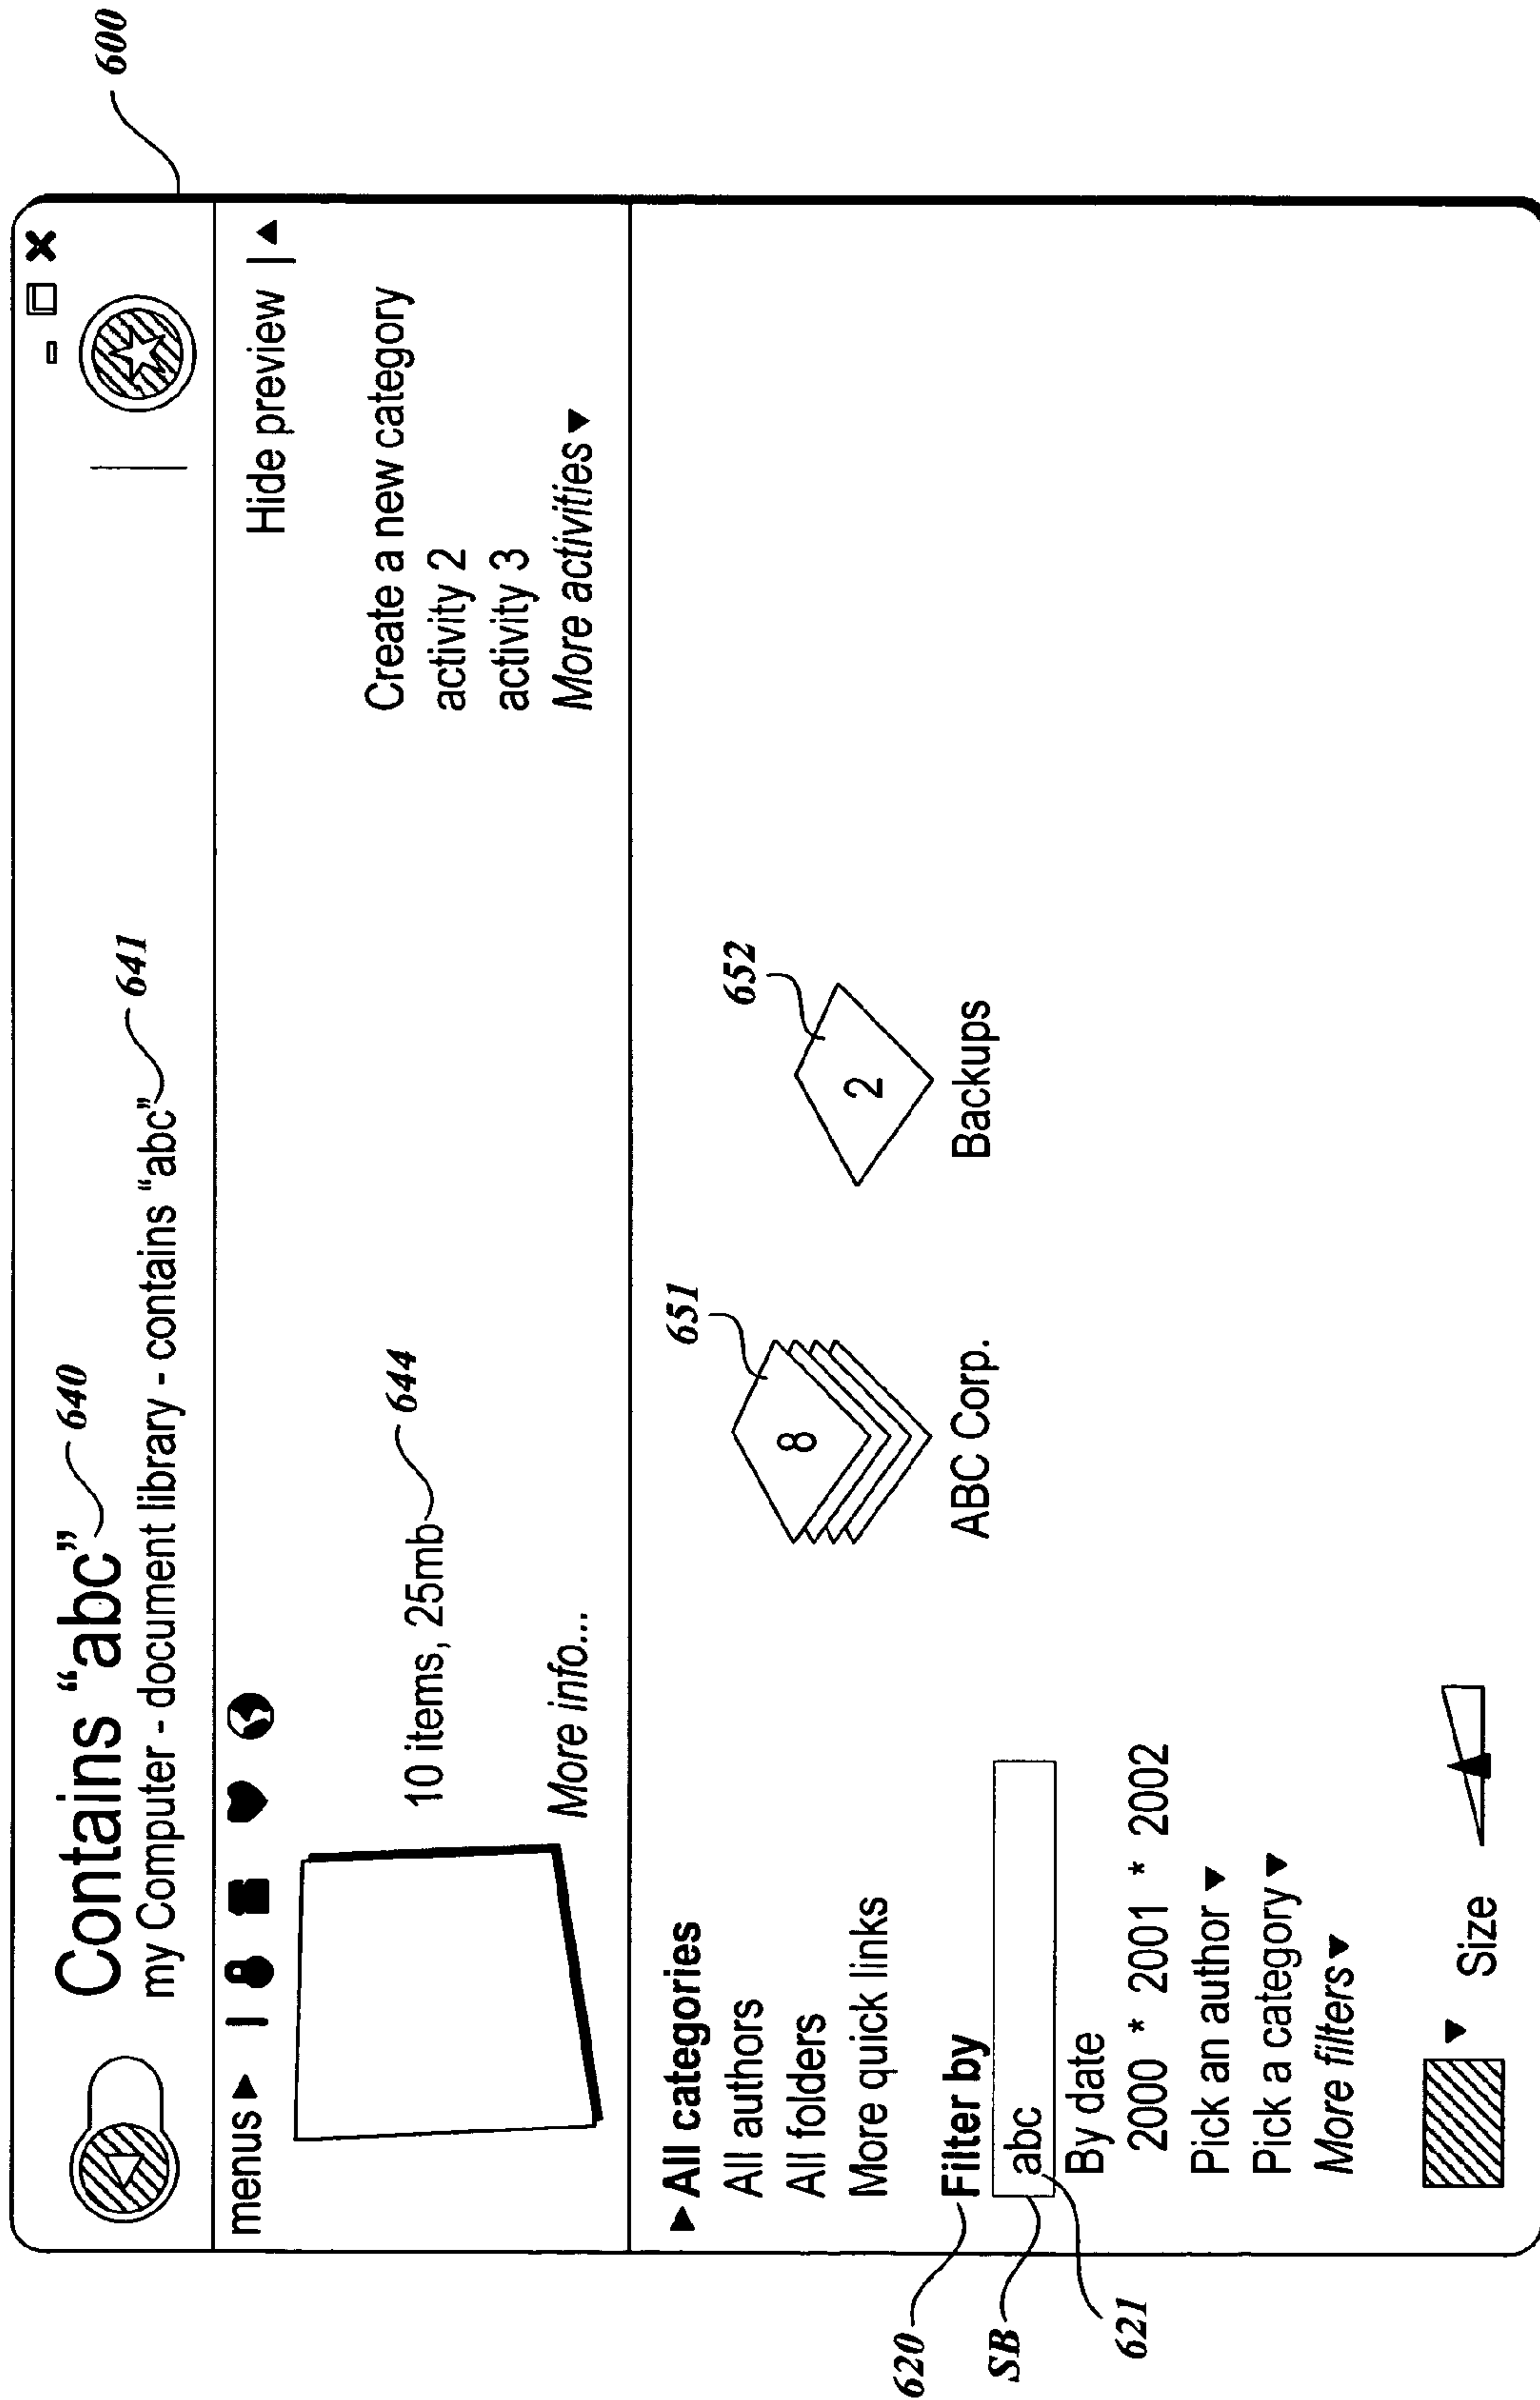 600
Contains “abc” 640
my Computer - document library - contains “abc” 641
menus
Hide preview
10 items, 25mb 644
More info...
Create a new category
activity 2
activity 3
More activities
All categories
All authors
All folders
More quick links
620 Filter by
SB
abc
621
By date
2000 * 2001 * 2002
Pick an author
Pick a category
More filters
Size
651
8
ABC Corp.
652
2
Backups